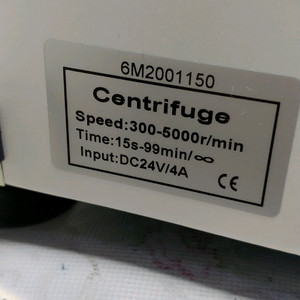 6M2001150
Centrifuge
Speed:300-5000r/min
Time:15s-99min/∞
Input:DC24V/4A
CE